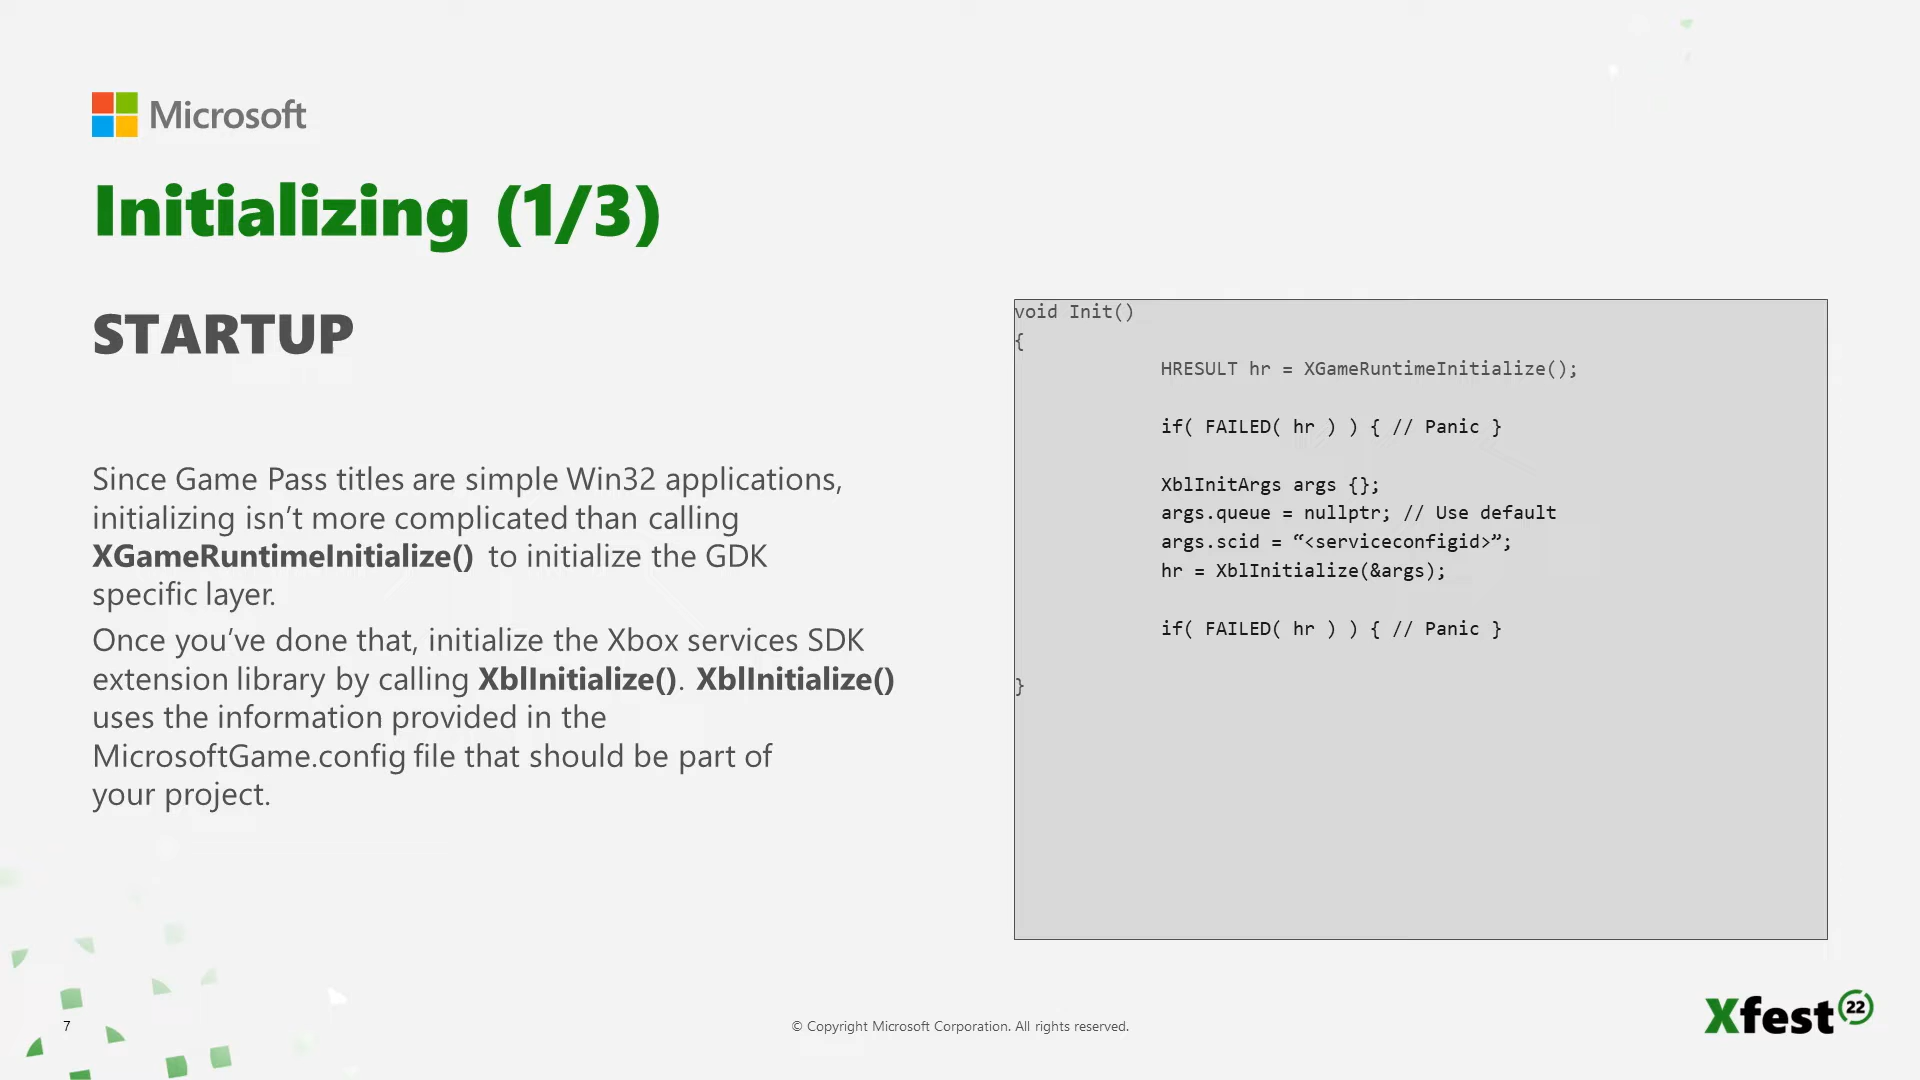 Microsoft
Initializing (1/3)
STARTUP
Since Game Pass titles are simple Win32 applications,
initializing isn’t more complicated than calling
XGameRuntimeInitialize() to initialize the GDK
specific layer.
Once you’ve done that, initialize the Xbox services SDK
extension library by calling XblInitialize(). XblInitialize()
uses the information provided in the
MicrosoftGame.config file that should be part of
your project.
void Init()
{
HRESULT hr = XGameRuntimeInitialize();
if( FAILED( hr ) ) { // Panic }
XblInitArgs args {};
args.queue = nullptr; // Use default
args.scid = “<serviceconfigid>”;
hr = XblInitialize(&args);
if( FAILED( hr ) ) { // Panic }
}
7
© Copyright Microsoft Corporation. All rights reserved.
Xfest 22